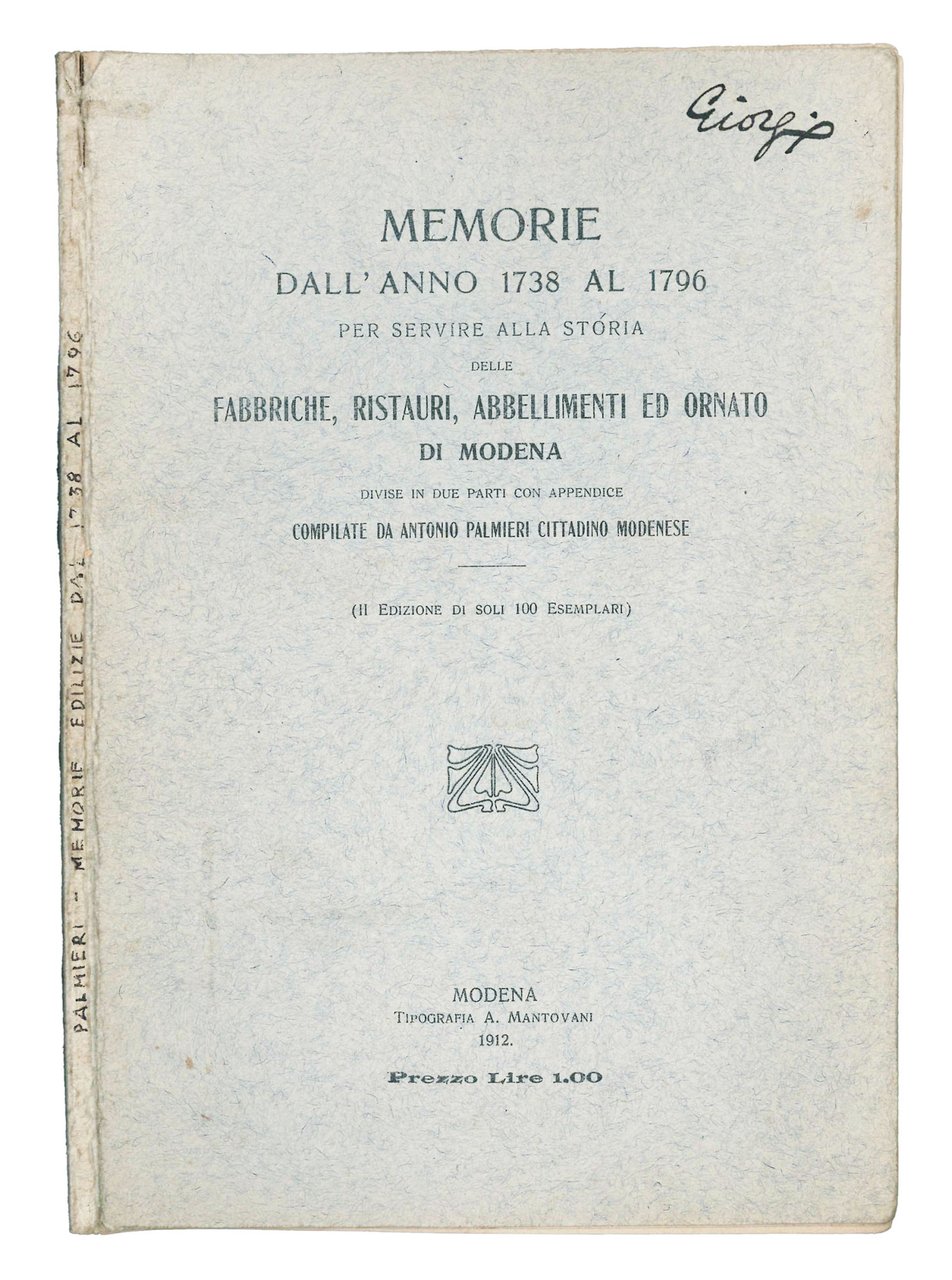 Giorgi
MEMORIE
DALL' ANNO 1738 AL 1796
PER SERVIRE ALLA STÓRIA
DELLE
FABBRICHE, RISTAURI, ABBELLIMENTI ED ORNATO
DI MODENA
DIVISE IN DUE PARTI CON APPENDICE
COMPILATE DA ANTONIO PALMIERI CITTADINO MODENESE
(II EDIZIONE DI SOLI 100 ESEMPLARI)
MODENA
TIPOGRAFIA A. MANTOVANI
1912.
Prezzo Lire 1.00
PALMIERI - MEMORIE EDILIZIE DAL 1738 AL 1796